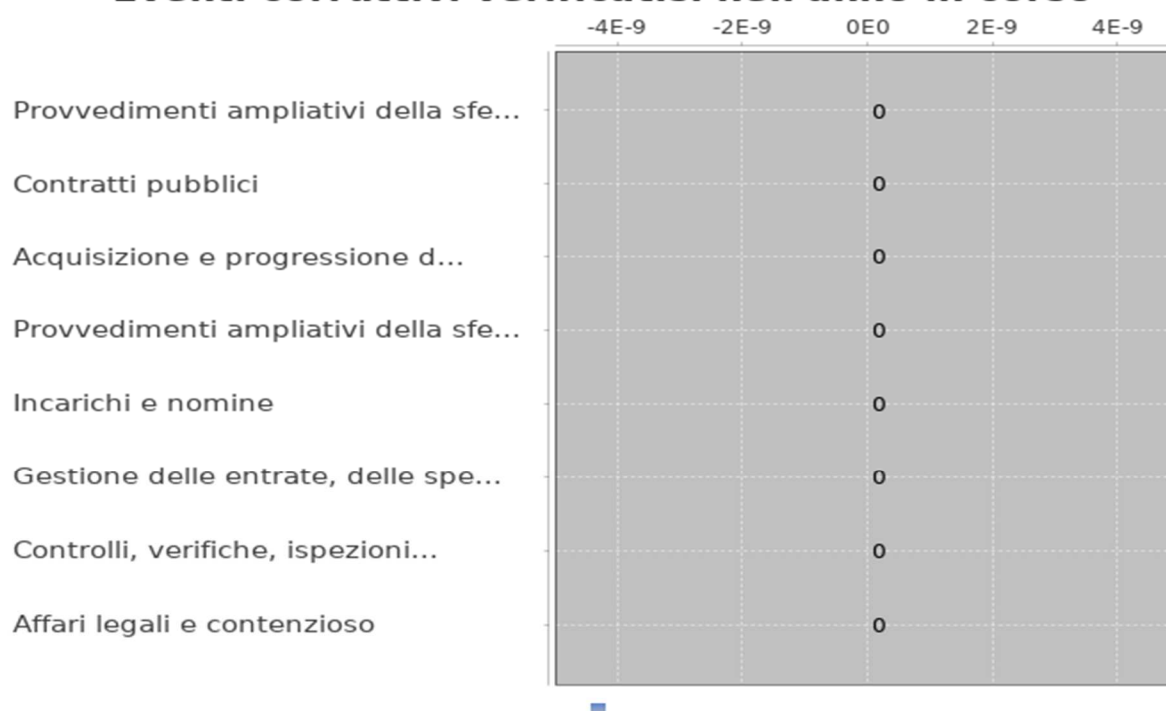 -4E-9 -2E-9 0E0 2E-9 4E-9
Provvedimenti ampliativi della sfe... 0
Contratti pubblici 0
Acquisizione e progressione d... 0
Provvedimenti ampliativi della sfe... 0
Incarichi e nomine 0
Gestione delle entrate, delle spe... 0
Controlli, verifiche, ispezioni... 0
Affari legali e contenzioso 0